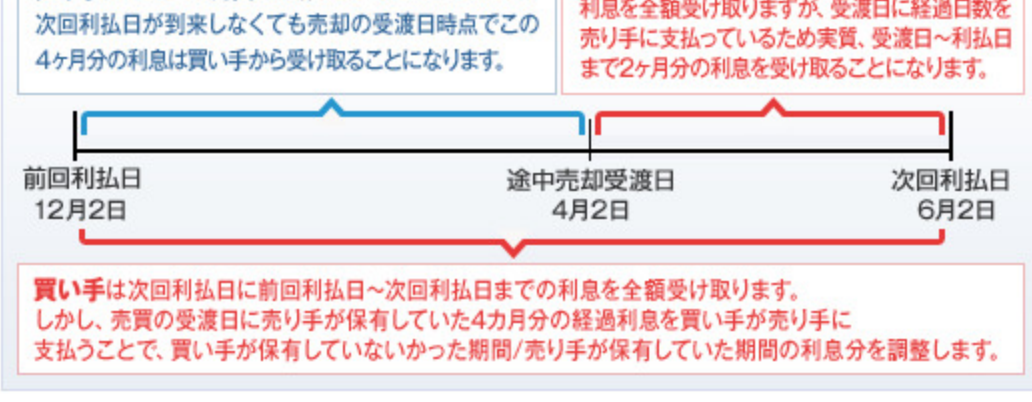 次回利払日が到来しなくても売却の受渡日時点でこの
4ヶ月分の利息は買い手から受け取ることになります。
利息を全額受け取りますが、受渡日に経過日数を
売り手に支払っているため実質、受渡日～利払日
まで2ヶ月分の利息を受け取ることになります。
前回利払日
12月2日
途中売却受渡日
4月2日
次回利払日
6月2日
買い手は次回利払日に前回利払日～次回利払日までの利息を全額受け取ります。
しかし、売買の受渡日に売り手が保有していた4カ月分の経過利息を買い手が売り手に
支払うことで、買い手が保有していないかった期間/売り手が保有していた期間の利息分を調整します。